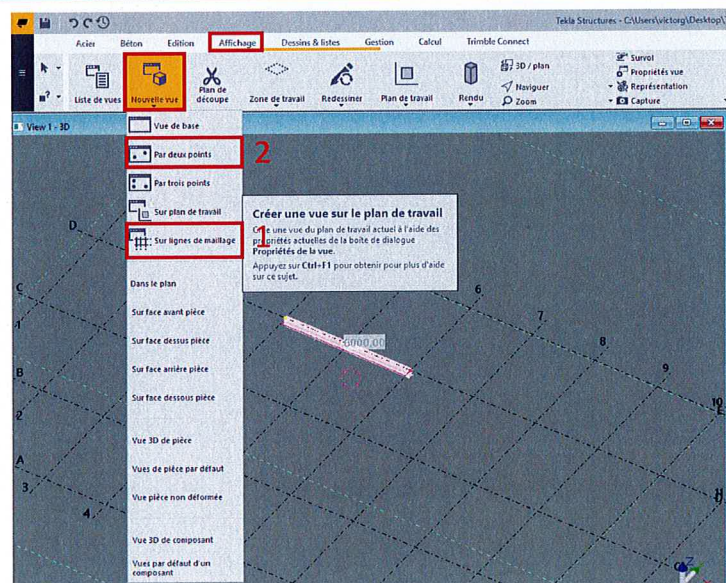 Tekla Structures - C:\Users\victorg\Desktop\
Acier Béton Edition Affichage Dessins & listes Gestion Calcul Trimble Connect
Liste de vues
Nouvelle vue
Plan de découpe
Zone de travail
Redessiner
Plan de travail
Rendu
3D / plan
Naviguer
Zoom
Survol
Propriétés vue
Représentation
Capture
View 1 - 3D
Vue de base
Par deux points
2
Par trois points
Sur plan de travail
Sur lignes de maillage
1
Dans le plan
Sur face avant pièce
Sur face dessus pièce
Sur face arrière pièce
Sur face dessous pièce
Vue 3D de pièce
Vues de pièce par défaut
Vue pièce non déformée
Vue 3D de composant
Vues par défaut d'un
composant
Créer une vue sur le plan de travail
Crée une vue du plan de travail actuel à l'aide des
propriétés actuelles de la boîte de dialogue
Propriétés de la vue.
Appuyez sur Ctrl+F1 pour obtenir pour plus d'aide
sur ce sujet.
D
C
1
B
2
A
3
4
6
7
8
9
10
E
H
6000,00
Z